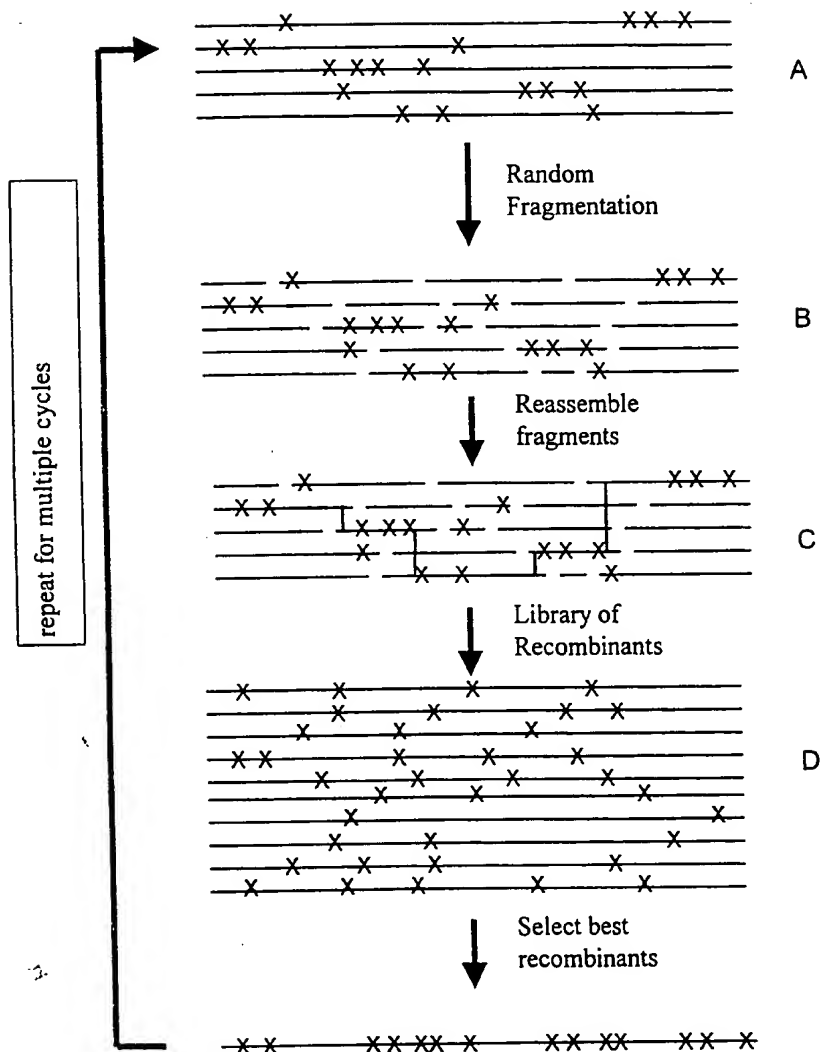 A
Random
Fragmentation
B
Reassemble
fragments
C
Library of
Recombinants
D
Select best
recombinants
repeat for multiple cycles